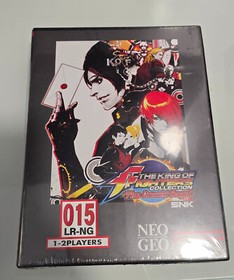 KOF
THE KING OF
FIGHTERS
COLLECTION
SNK
015
LR-NG
1-2PLAYERS
NEO
GEO